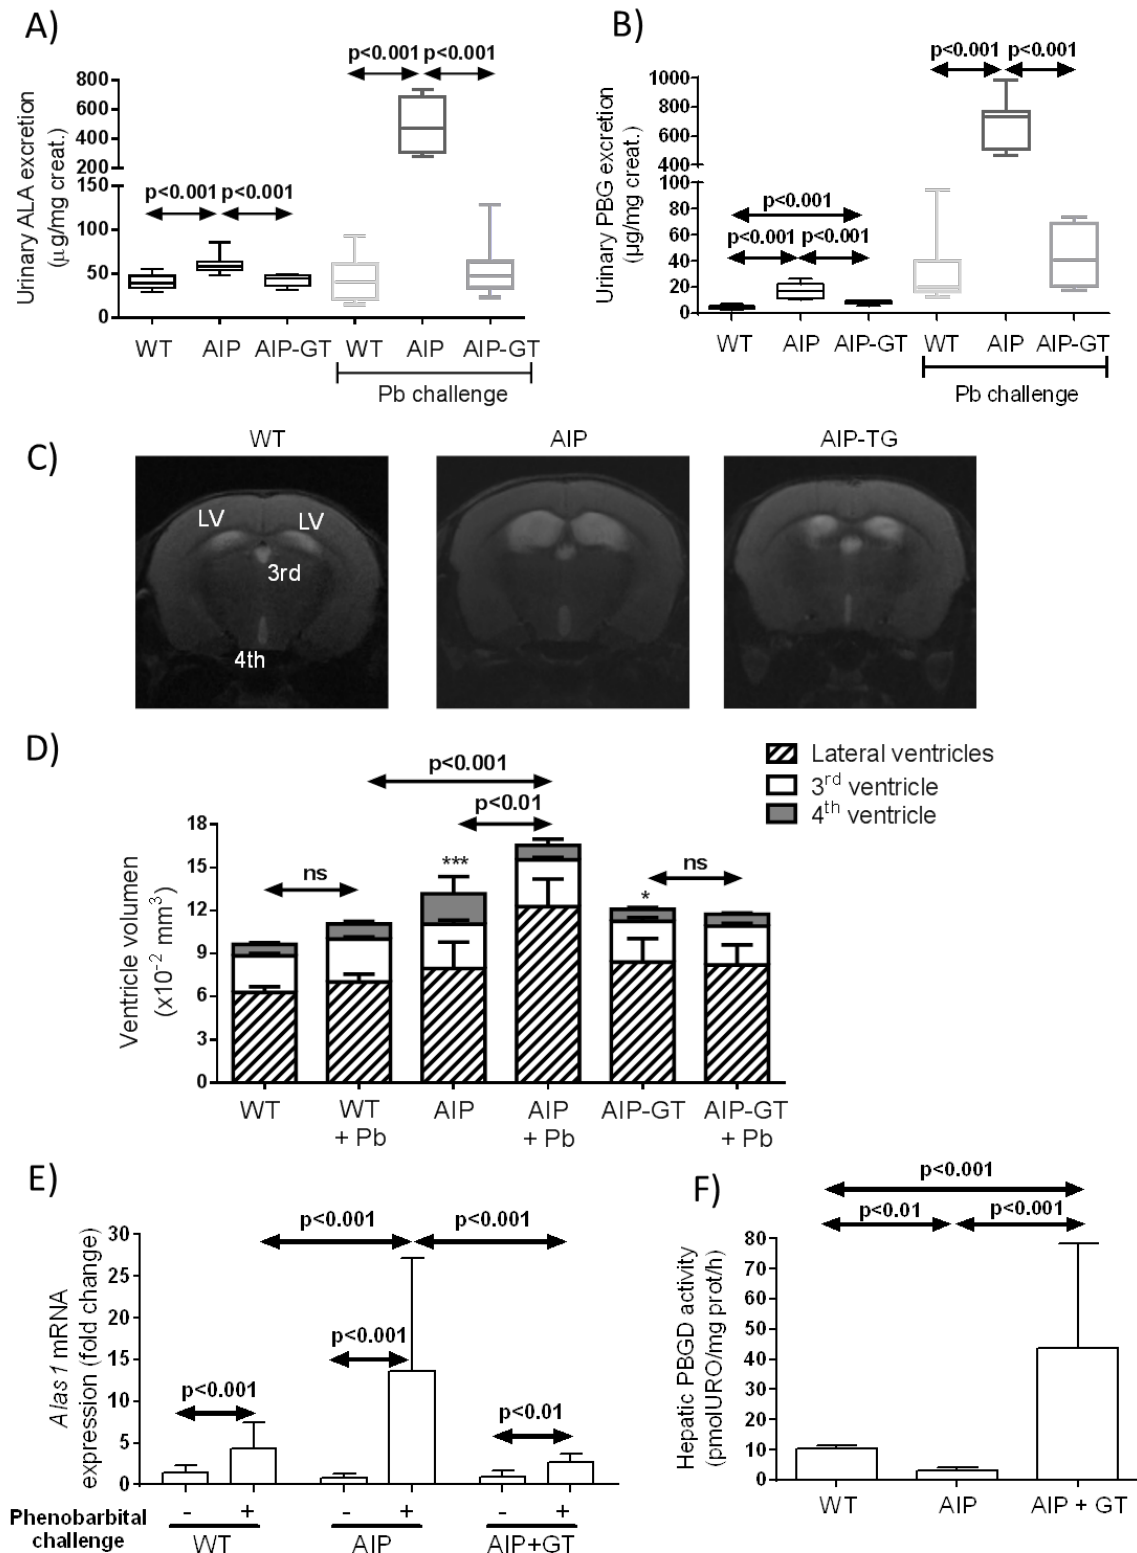 A)
p<0.001 p<0.001
p<0.001 p<0.001
Urinary ALA excretion
(µg/mg creat.)
800
600
400
200
150
100
50
0
WT AIP AIP-GT WT AIP AIP-GT
Pb challenge
B)
p<0.001 p<0.001
p<0.001
p<0.001 p<0.001
Urinary PBG excretion
(µg/mg creat.)
1000
800
600
400
100
80
60
40
20
0
WT AIP AIP-GT WT AIP AIP-GT
Pb challenge
C)
WT AIP AIP-TG
LV LV
3rd
4th
D)
Lateral ventricles
3rd ventricle
4th ventricle
p<0.001
p<0.01
ns *** * ns
Ventricle volumen
(x10-2 mm3)
18
15
12
9
6
3
0
WT WT + Pb AIP AIP + Pb AIP-GT AIP-GT + Pb
E)
p<0.001 p<0.001
p<0.001
p<0.001
p<0.01
Alas1 mRNA
expression (fold change)
30
25
20
15
10
5
0
Phenobarbital challenge - + - + - +
WT AIP AIP+GT
F)
p<0.001
p<0.01 p<0.001
Hepatic PBGD activity
(pmolURO/mg prot/h)
80
70
60
50
40
30
20
10
0
WT AIP AIP + GT